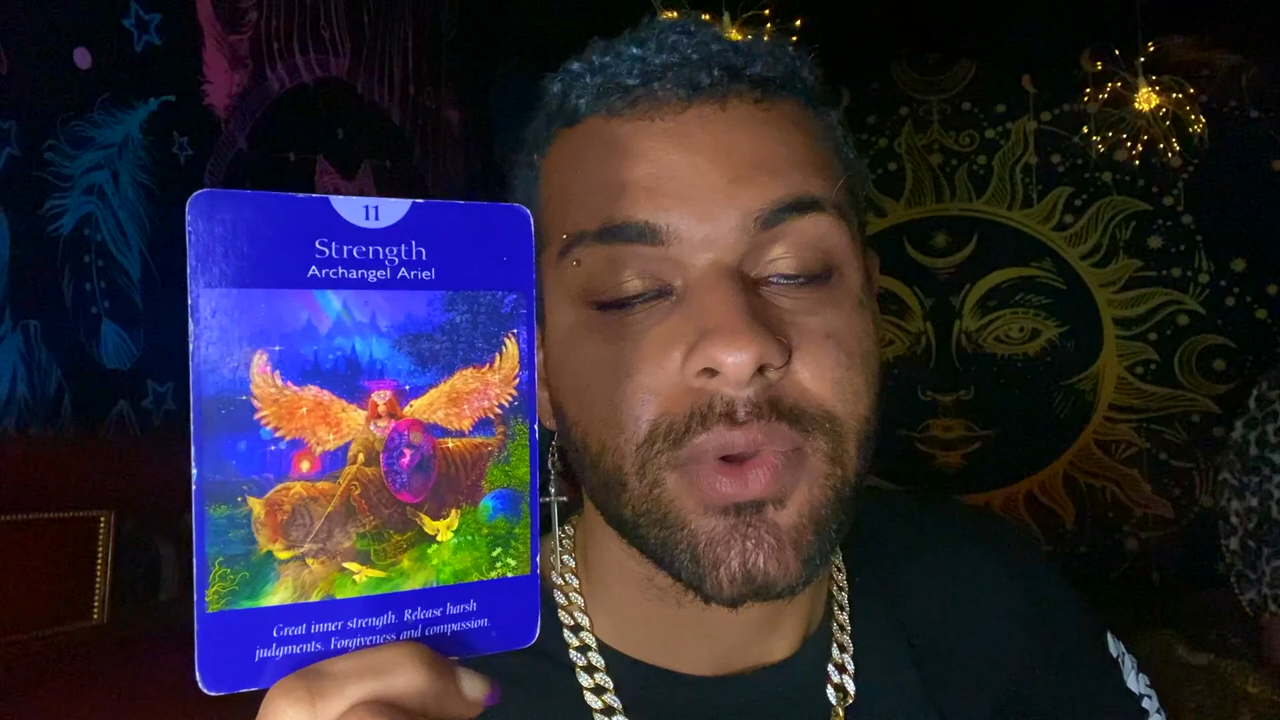 11
Strength
Archangel Ariel
Great inner strength. Release harsh
judgments. Forgiveness and compassion.